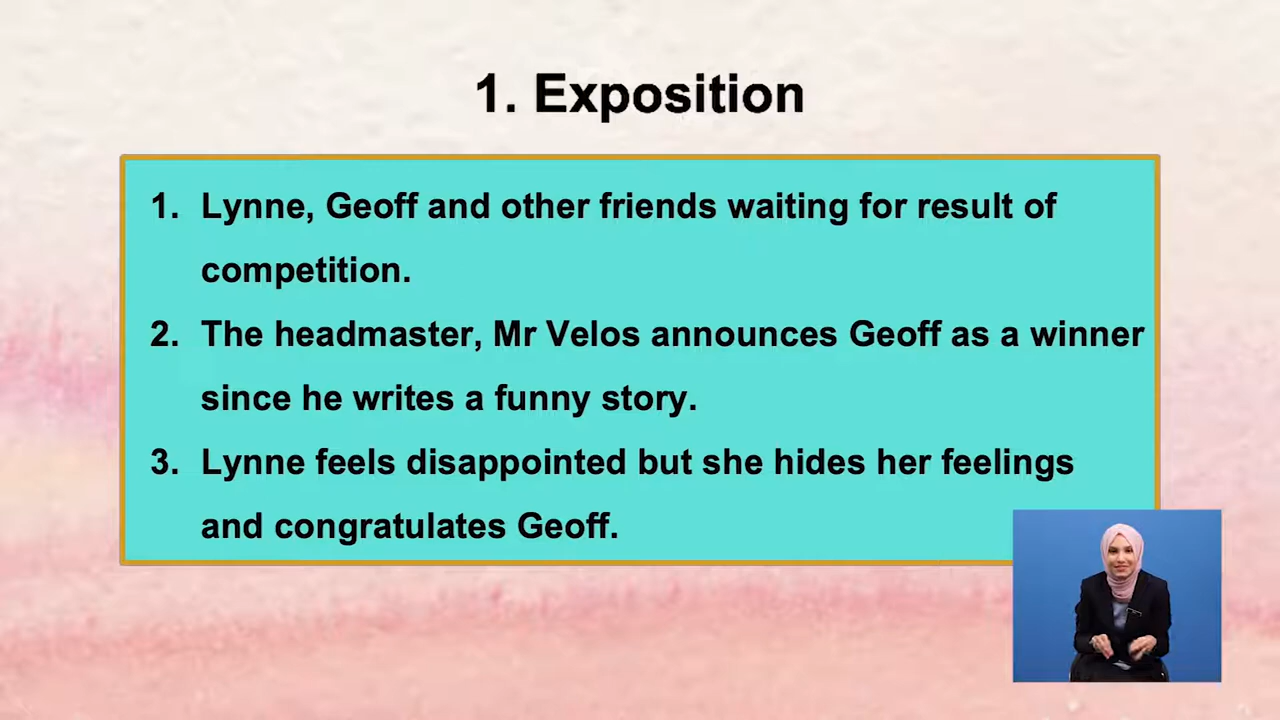 1. Exposition
1. Lynne, Geoff and other friends waiting for result of
competition.
2. The headmaster, Mr Velos announces Geoff as a winner
since he writes a funny story.
3. Lynne feels disappointed but she hides her feelings
and congratulates Geoff.